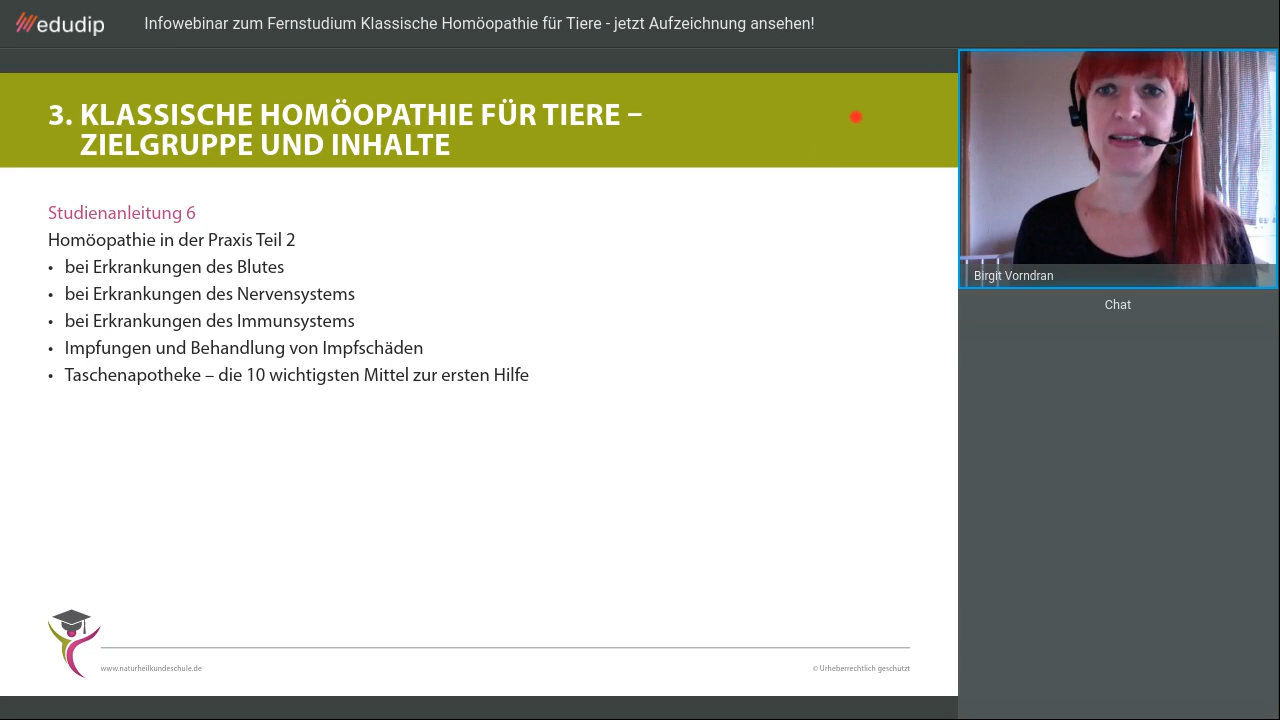 edudip
Infowebinar zum Fernstudium Klassische Homöopathie für Tiere - jetzt Aufzeichnung ansehen!
3. KLASSISCHE HOMÖOPATHIE FÜR TIERE –
ZIELGRUPPE UND INHALTE
Studienanleitung 6
Homöopathie in der Praxis Teil 2
• bei Erkrankungen des Blutes
• bei Erkrankungen des Nervensystems
• bei Erkrankungen des Immunsystems
• Impfungen und Behandlung von Impfschäden
• Taschenapotheke – die 10 wichtigsten Mittel zur ersten Hilfe
www.naturheilkundeschule.de
© Urheberrechtlich geschützt
Birgit Vorndran
Chat